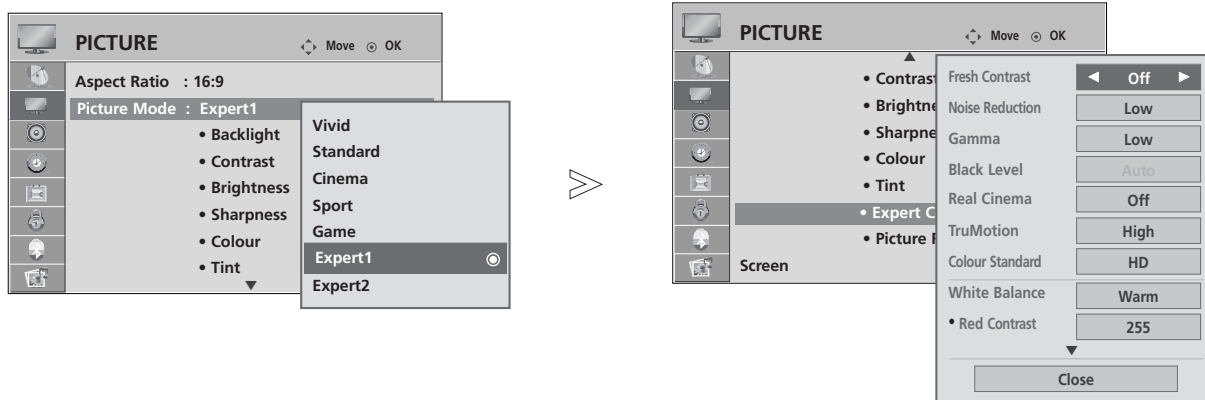 PICTURE
Move OK
Aspect Ratio : 16:9
Picture Mode : Expert1
• Backlight
• Contrast
• Brightness
• Sharpness
• Colour
• Tint
Vivid
Standard
Cinema
Sport
Game
Expert1
Expert2
PICTURE
Move OK
• Contrast
• Brightne
• Sharpne
• Colour
• Tint
• Expert C
• Picture
Screen
Fresh Contrast Off
Noise Reduction Low
Gamma Low
Black Level Auto
Real Cinema Off
TruMotion High
Colour Standard HD
White Balance Warm
• Red Contrast 255
Close